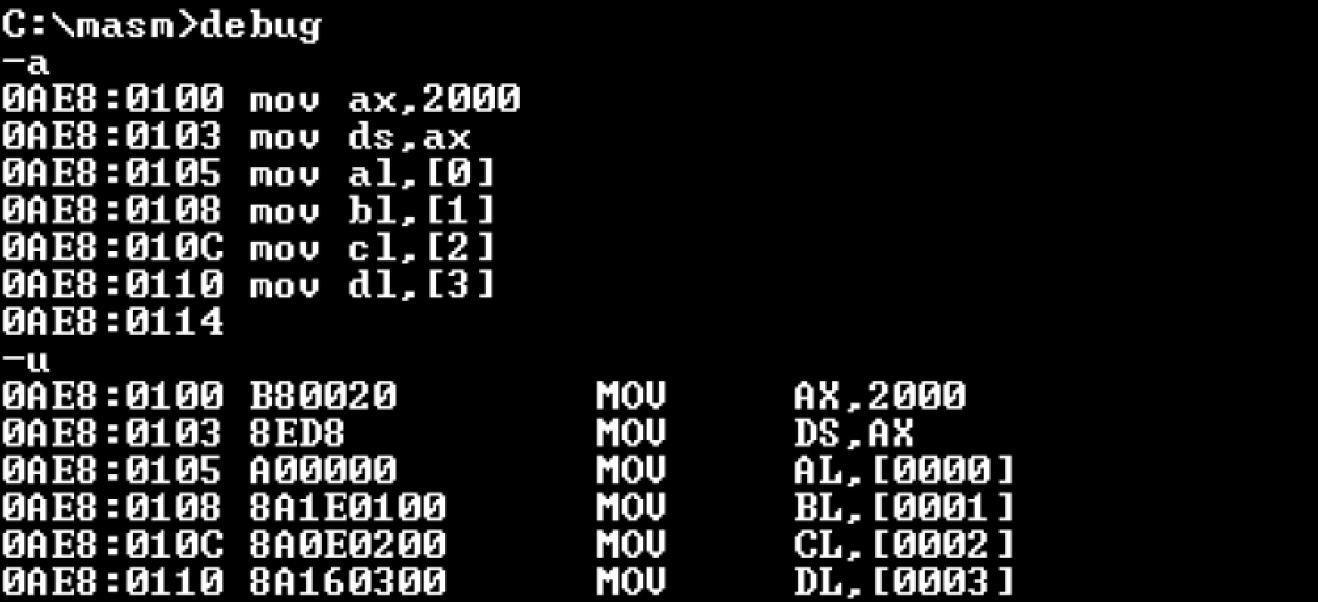 C:\masm>debug
-a
0AE8:0100 mov ax,2000
0AE8:0103 mov ds,ax
0AE8:0105 mov al,[0]
0AE8:0108 mov bl,[1]
0AE8:010C mov cl,[2]
0AE8:0110 mov dl,[3]
0AE8:0114
-u
0AE8:0100 B80020 MOV AX,2000
0AE8:0103 8ED8 MOV DS,AX
0AE8:0105 A00000 MOV AL,[0000]
0AE8:0108 8A1E0100 MOV BL,[0001]
0AE8:010C 8A0E0200 MOV CL,[0002]
0AE8:0110 8A160300 MOV DL,[0003]